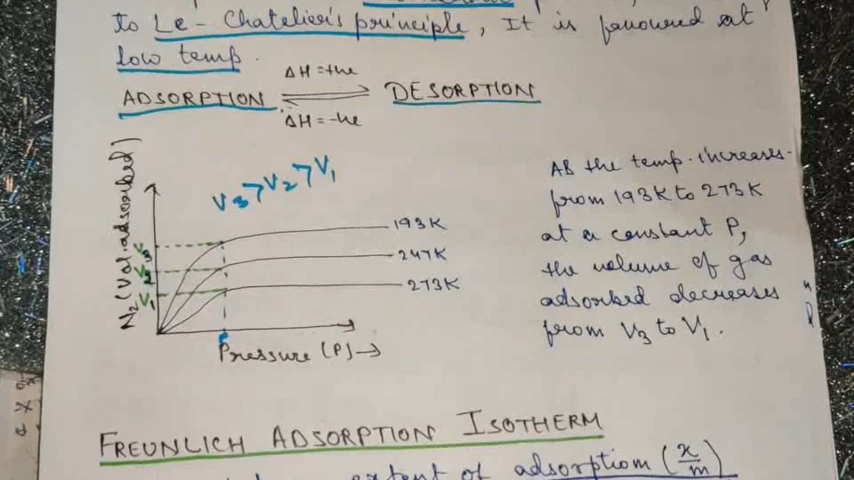 to Le-Chatelier's principle, It is favoured at
low temp.
ΔH = +ve
ADSORPTION ⇌ DESORPTION
ΔH = -ve
N2 (Vol. adsorbed)
V3 > V2 > V1
193K
V3
247K
V2
273K
V1
Pressure (P) →
As the temp. increases
from 193K to 273K
at a constant P,
the volume of gas
adsorbed decreases
from V3 to V1.
FREUNLICH ADSORPTION ISOTHERM
extent of adsorption (x/m)